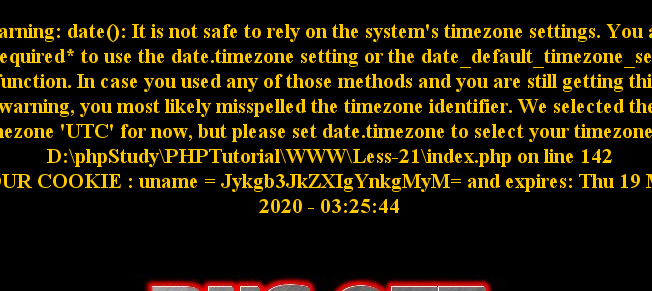 arning: date(): It is not safe to rely on the system's timezone settings. You a
equired* to use the date.timezone setting or the date_default_timezone_se
function. In case you used any of those methods and you are still getting thi
warning, you most likely misspelled the timezone identifier. We selected the
nezone 'UTC' for now, but please set date.timezone to select your timezone
D:\phpStudy\PHPTutorial\WWW\Less-21\index.php on line 142
OUR COOKIE : uname = Jykgb3JkZXIgYnkgMyM= and expires: Thu 19 M
2020 - 03:25:44